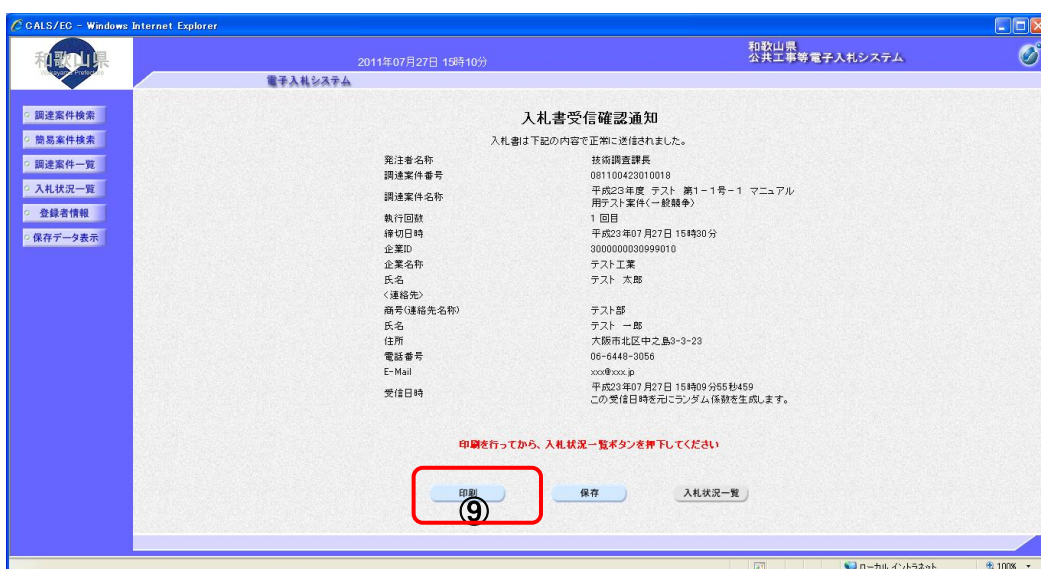 CALS/EC - Windows Internet Explorer
和歌山県
Wakayama Prefecture
2011年07月27日 15時10分
和歌山県
公共工事等電子入札システム
電子入札システム
調達案件検索
簡易案件検索
調達案件一覧
入札状況一覧
登録者情報
保存データ表示
入札書受信確認通知
入札書は下記の内容で正常に送信されました。
発注者名称 技術調査課長
調達案件番号 081100423010018
調達案件名称 平成23年度 テスト 第1-1号-1 マニュアル
用テスト案件(一般競争)
執行回数 1 回目
締切日時 平成23年07月27日 15時30分
企業ID 3000000030999010
企業名称 テスト工業
氏名 テスト 太郎
<連絡先>
商号(連絡先名称) テスト部
氏名 テスト 一郎
住所 大阪市北区中之島3-3-23
電話番号 06-6448-3056
E-Mail xxx@xxx.jp
受信日時 平成23年07月27日 15時09分55秒459
この受信日時を元にランダム係数を生成します。
印刷を行ってから、入札状況一覧ボタンを押下してください
印刷 保存 入札状況一覧
⑨
ローカル イントラネット 100%